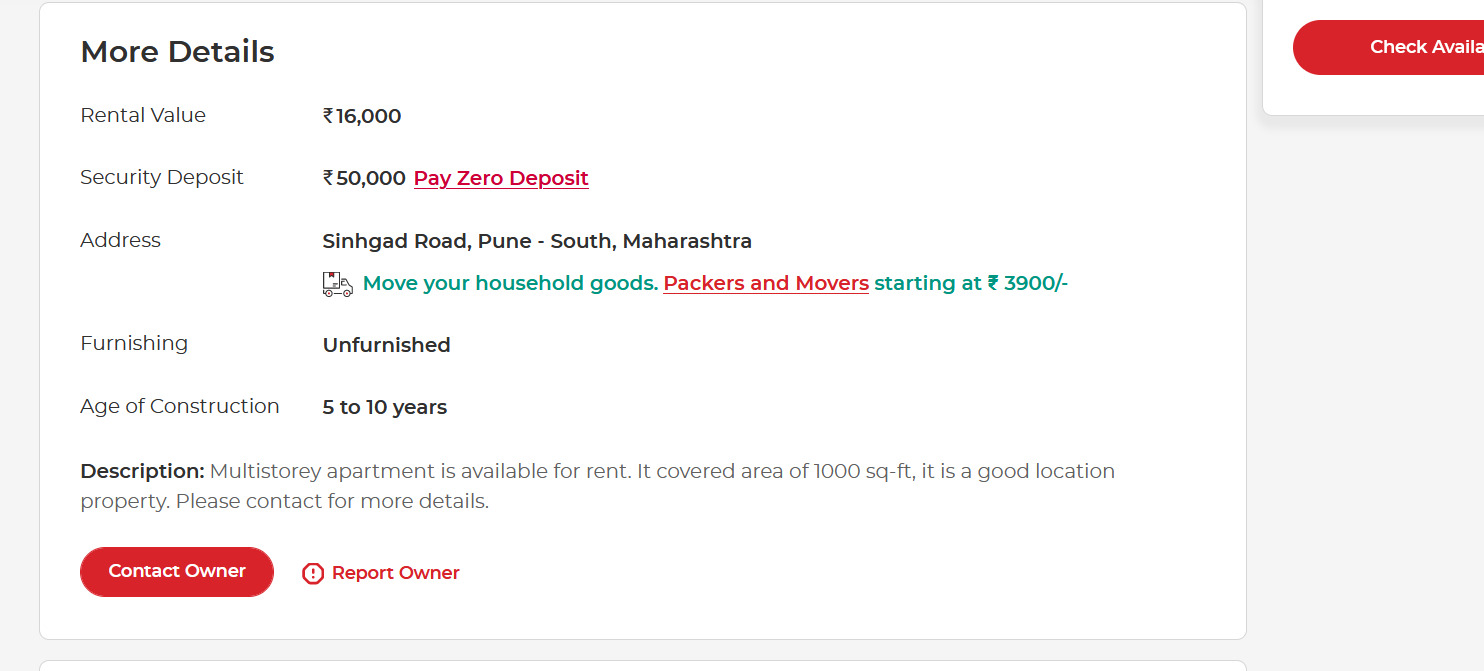 More Details
Check Availa
Rental Value ₹16,000
Security Deposit ₹50,000 Pay Zero Deposit
Address Sinhgad Road, Pune - South, Maharashtra
Move your household goods. Packers and Movers starting at ₹ 3900/-
Furnishing Unfurnished
Age of Construction 5 to 10 years
Description: Multistorey apartment is available for rent. It covered area of 1000 sq-ft, it is a good location
property. Please contact for more details.
Contact Owner Report Owner